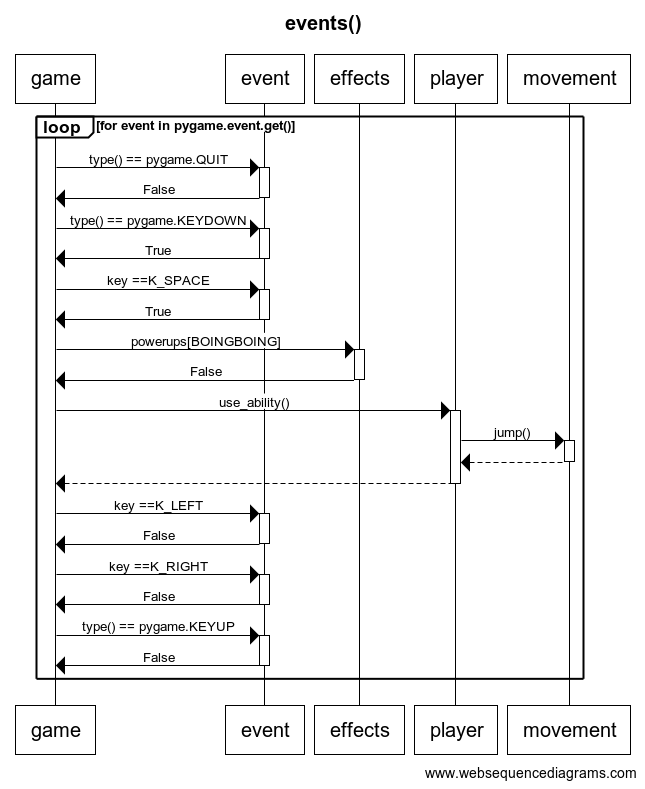 events()
game event effects player movement
loop [for event in pygame.event.get()]
type() == pygame.QUIT
False
type() == pygame.KEYDOWN
True
key ==K_SPACE
True
powerups[BOINGBOING]
False
use_ability()
jump()
key ==K_LEFT
False
key ==K_RIGHT
False
type() == pygame.KEYUP
False
game event effects player movement
www.websequencediagrams.com